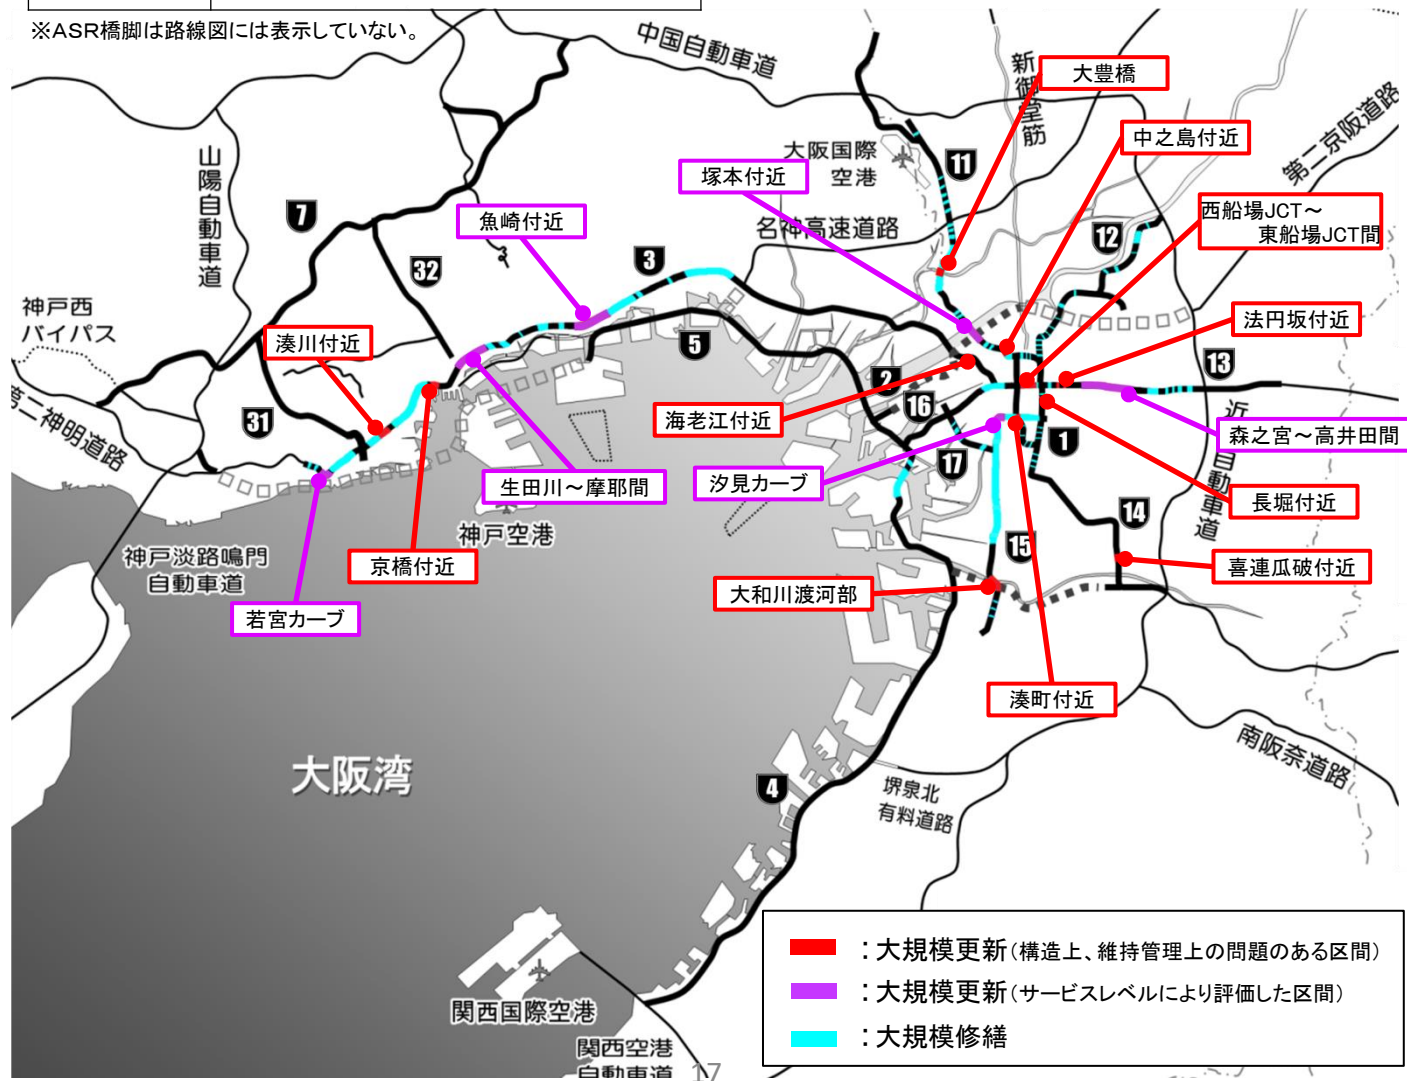 ※ASR橋脚は路線図には表示していない。
中国自動車道
新御堂筋
大豊橋
中之島付近
第二京阪道路
山陽自動車道
大阪国際
空港
11
塚本付近
西船場JCT～
東船場JCT間
7
魚崎付近
名神高速道路
12
32
3
神戸西
バイパス
湊川付近
法円坂付近
5
13
2
第二神明道路
31
海老江付近
16
近
自動車道
森之宮～高井田間
1
17
生田川～摩耶間
汐見カーブ
長堀付近
神戸空港
14
15
神戸淡路鳴門
自動車道
京橋付近
喜連瓜破付近
大和川渡河部
若宮カーブ
湊町付近
南阪奈道路
大阪湾
4
堺泉北
有料道路
：大規模更新（構造上、維持管理上の問題のある区間）
：大規模更新（サービスレベルにより評価した区間）
：大規模修繕
関西国際空港
関西空港
自動車道
17